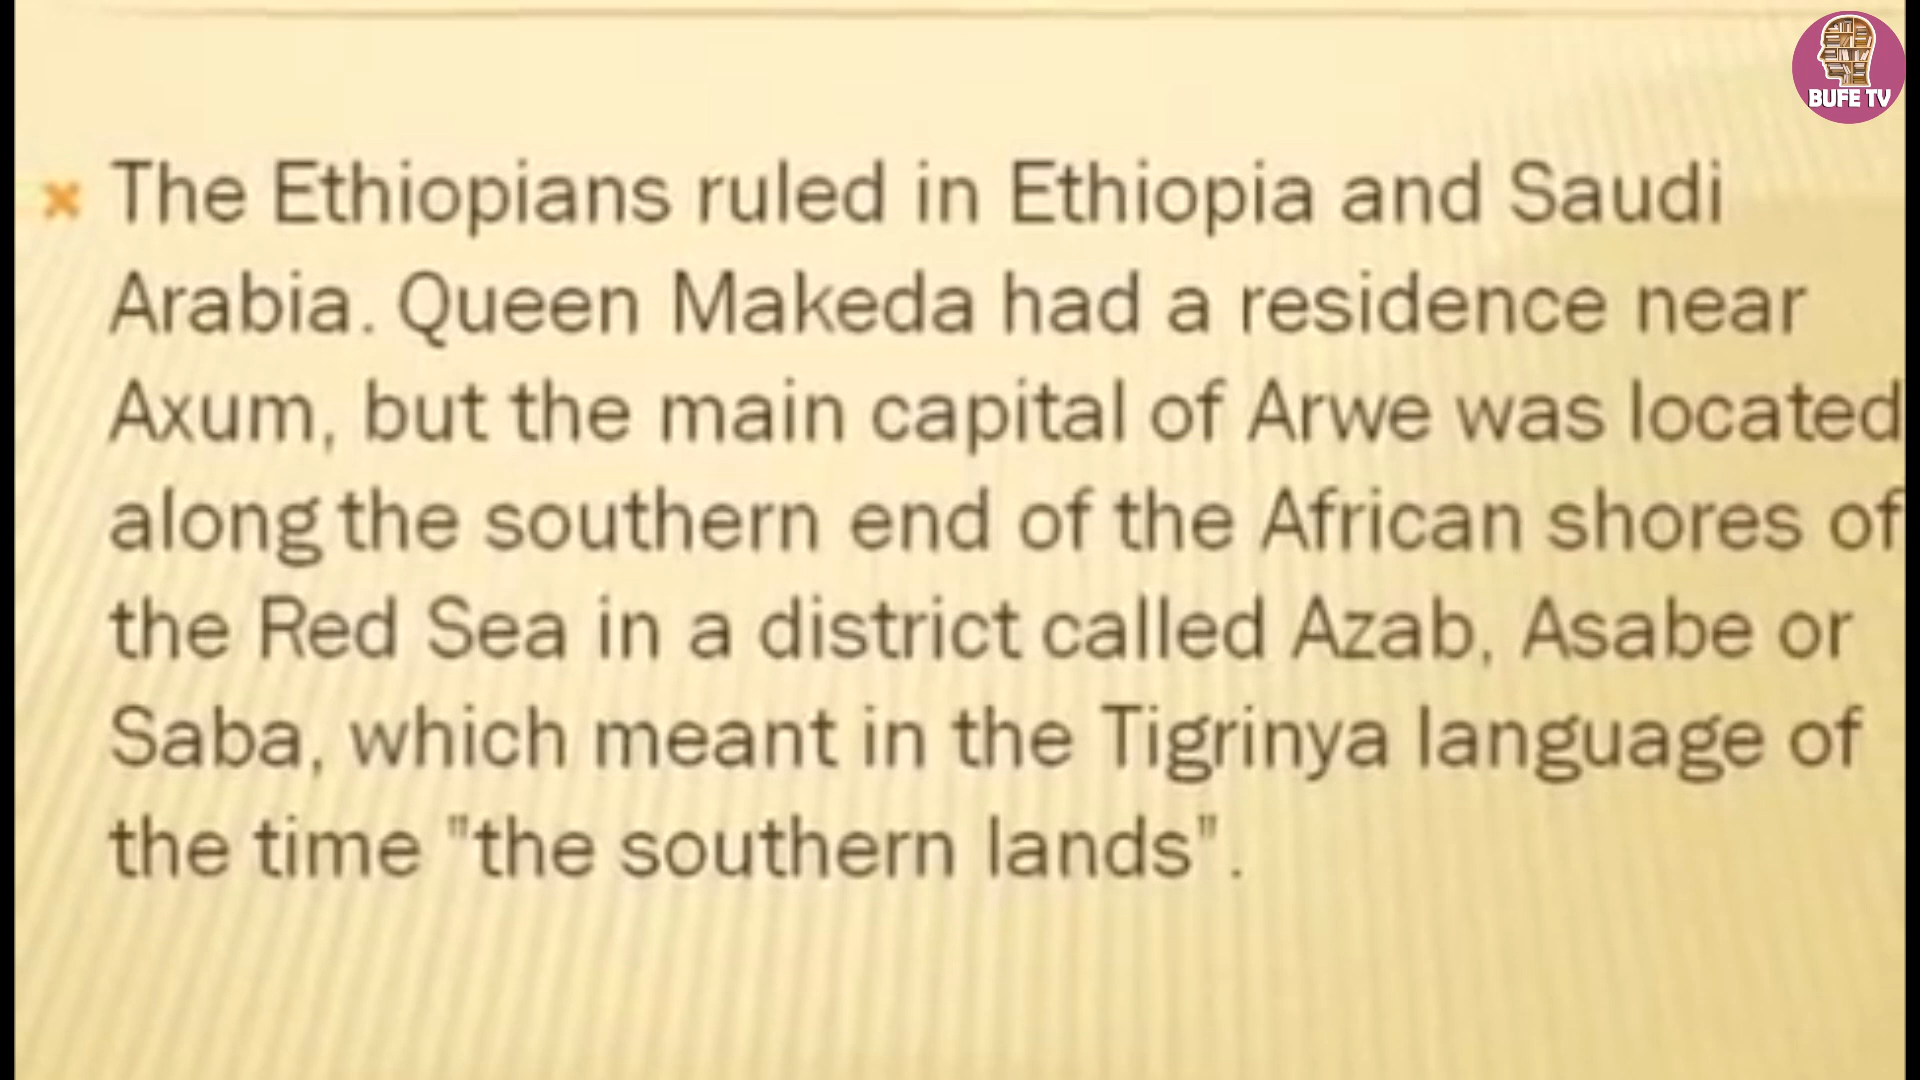 BUFE TV
The Ethiopians ruled in Ethiopia and Saudi
Arabia. Queen Makeda had a residence near
Axum, but the main capital of Arwe was located
along the southern end of the African shores of
the Red Sea in a district called Azab, Asabe or
Saba, which meant in the Tigrinya language of
the time "the southern lands".